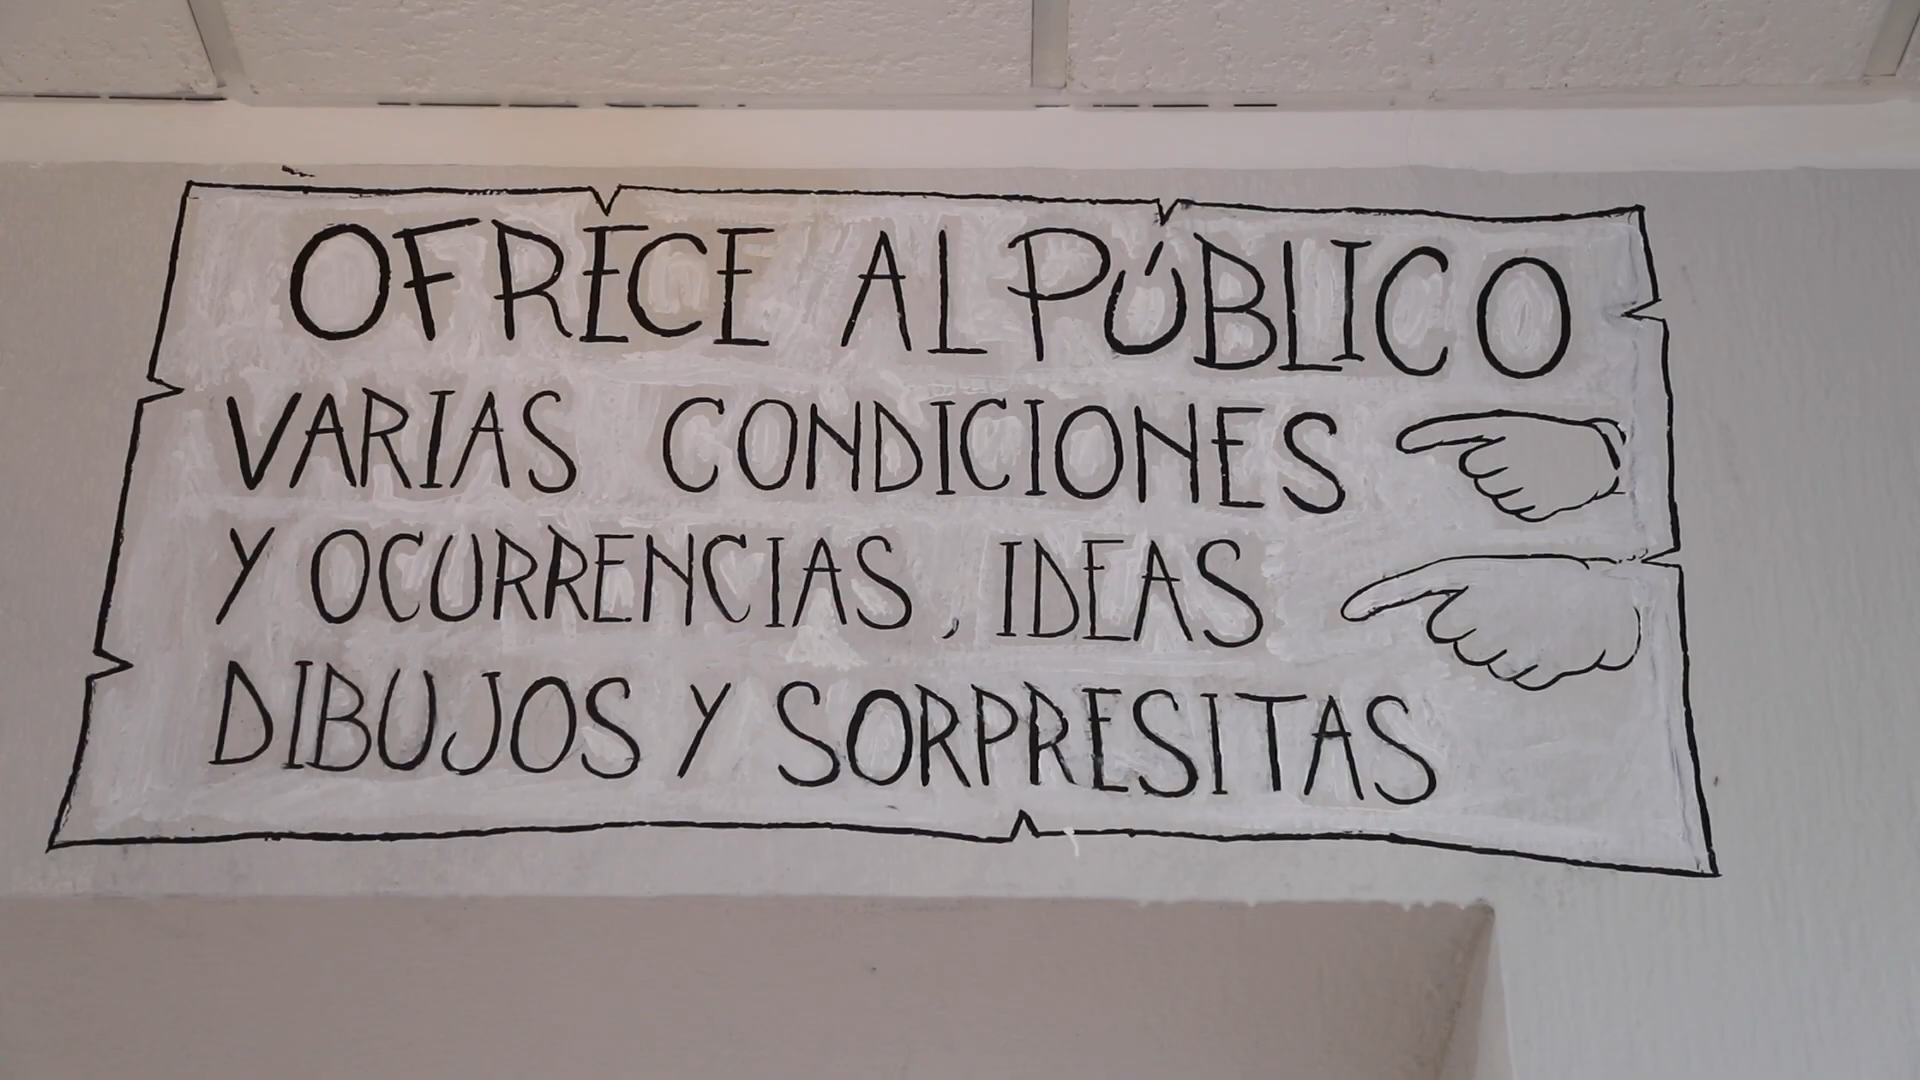 OFRECE AL PÚBLICO
VARIAS CONDICIONES
Y OCURRENCIAS, IDEAS
DIBUJOS Y SORPRESITAS